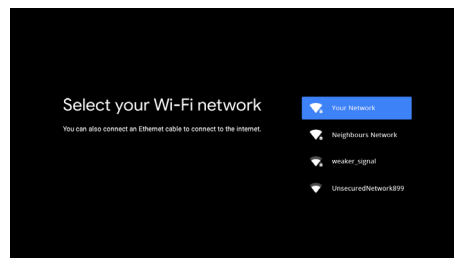 Select your Wi-Fi network
You can also connect an Ethernet cable to connect to the internet.
Your Network
Neighbours Network
weaker_signal
UnsecuredNetwork899